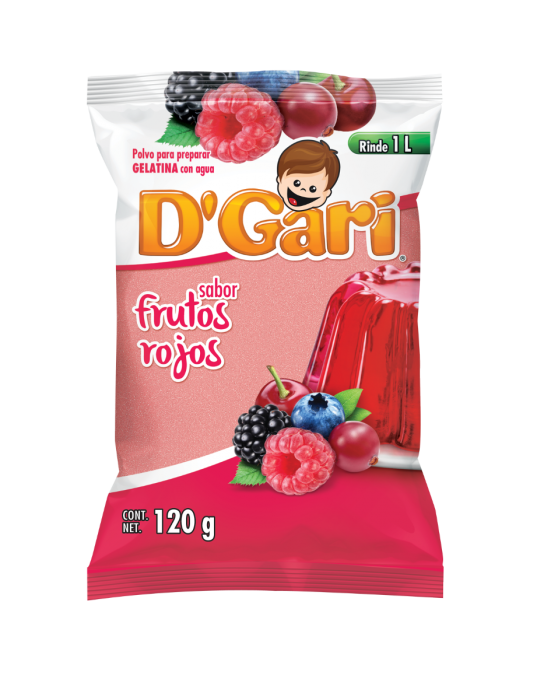 Polvo para preparar
GELATINA con agua
Rinde 1 L
D'Gari®
sabor
frutos
rojos
CONT.
NET. 120 g